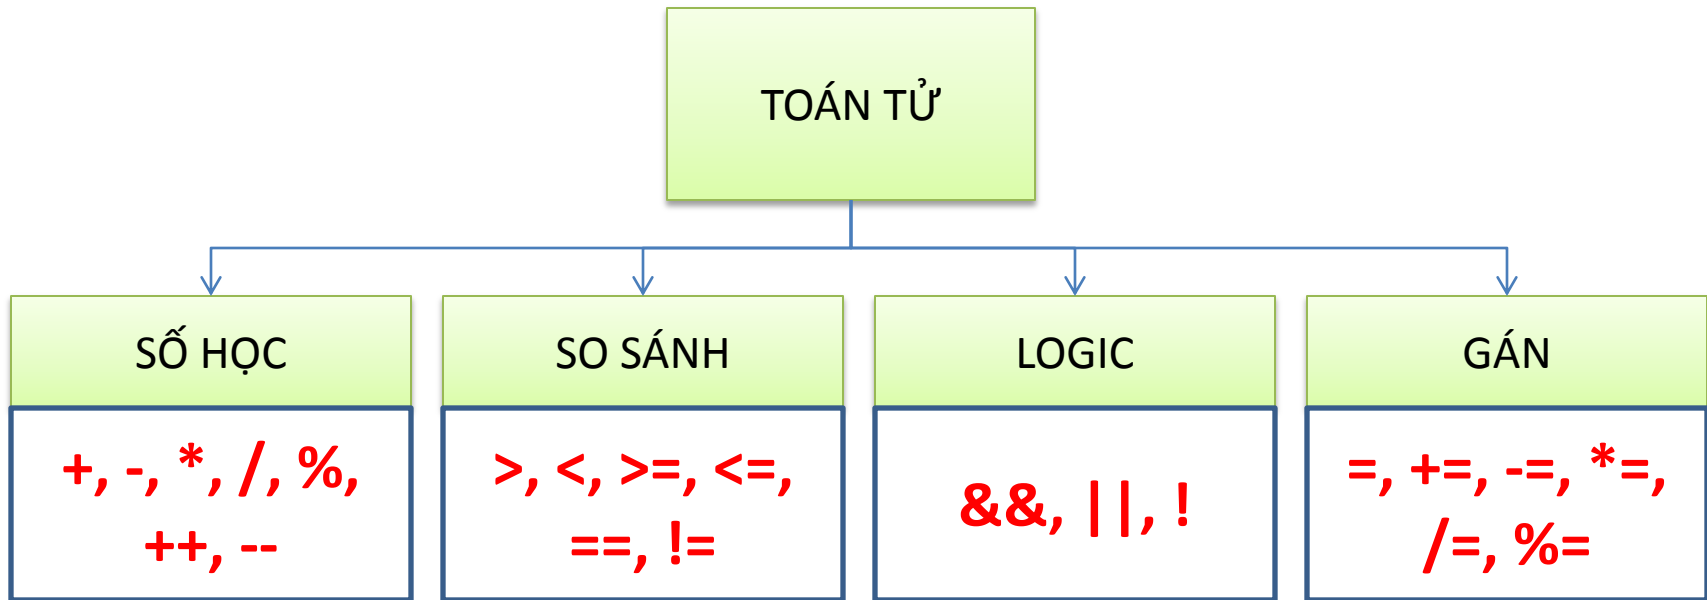 TOÁN TỬ
SỐ HỌC
+, -, *, /, %,
++, --
SO SÁNH
>, <, >=, <=,
==, !=
LOGIC
&&, ||, !
GÁN
=, +=, -=, *=,
/=, %=